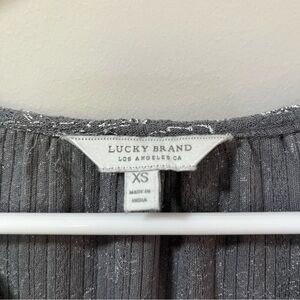 LUCKY BRAND
LOS ANGELES CA
XS
MADE IN
INDIA